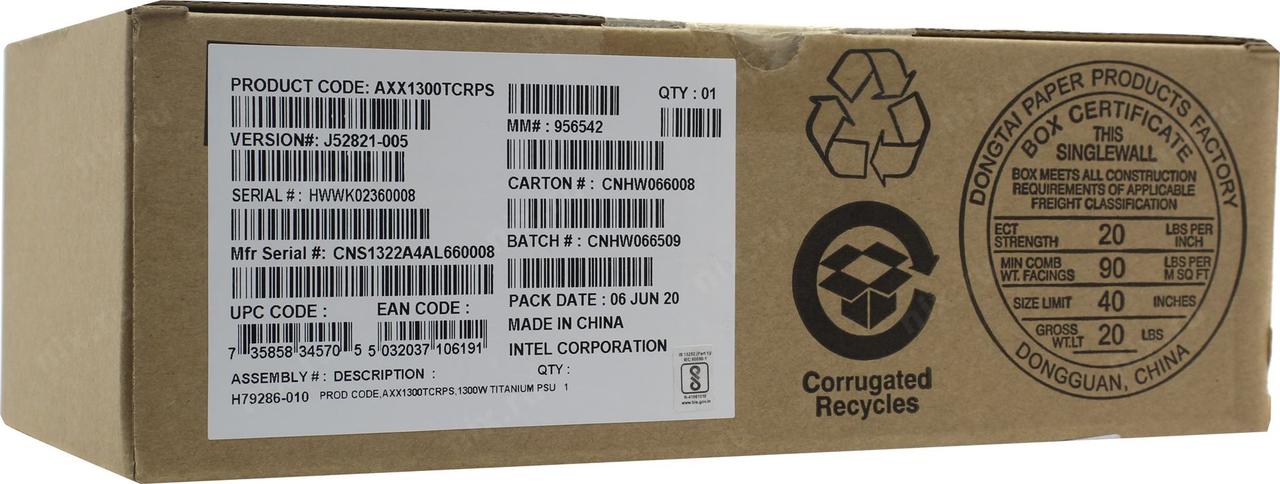 PRODUCT CODE: AXX1300TCRPS
QTY : 01
VERSION#: J52821-005
MM# : 956542
SERIAL # : HWWK02360008
CARTON # : CNHW066008
Mfr Serial #: CNS1322A4AL660008
BATCH # : CNHW066509
UPC CODE :
EAN CODE :
7 35858 34570 5
5 032037 106191
PACK DATE : 06 JUN 20
MADE IN CHINA
INTEL CORPORATION
ASSEMBLY # : DESCRIPTION :
QTY :
H79286-010 PROD CODE,AXX1300TCRPS,1300W TITANIUM PSU 1
www.bis.gov.in
Corrugated
Recycles
DONGTAI PAPER PRODUCTS FACTORY
BOX CERTIFICATE
THIS
SINGLEWALL
BOX MEETS ALL CONSTRUCTION
REQUIREMENTS OF APPLICABLE
FREIGHT CLASSIFICATION
ECT STRENGTH 20 LBS PER INCH
MIN COMB WT. FACINGS 90 LBS PER M SQ FT
SIZE LIMIT 40 INCHES
GROSS WT.LT 20 LBS
DONGGUAN, CHINA